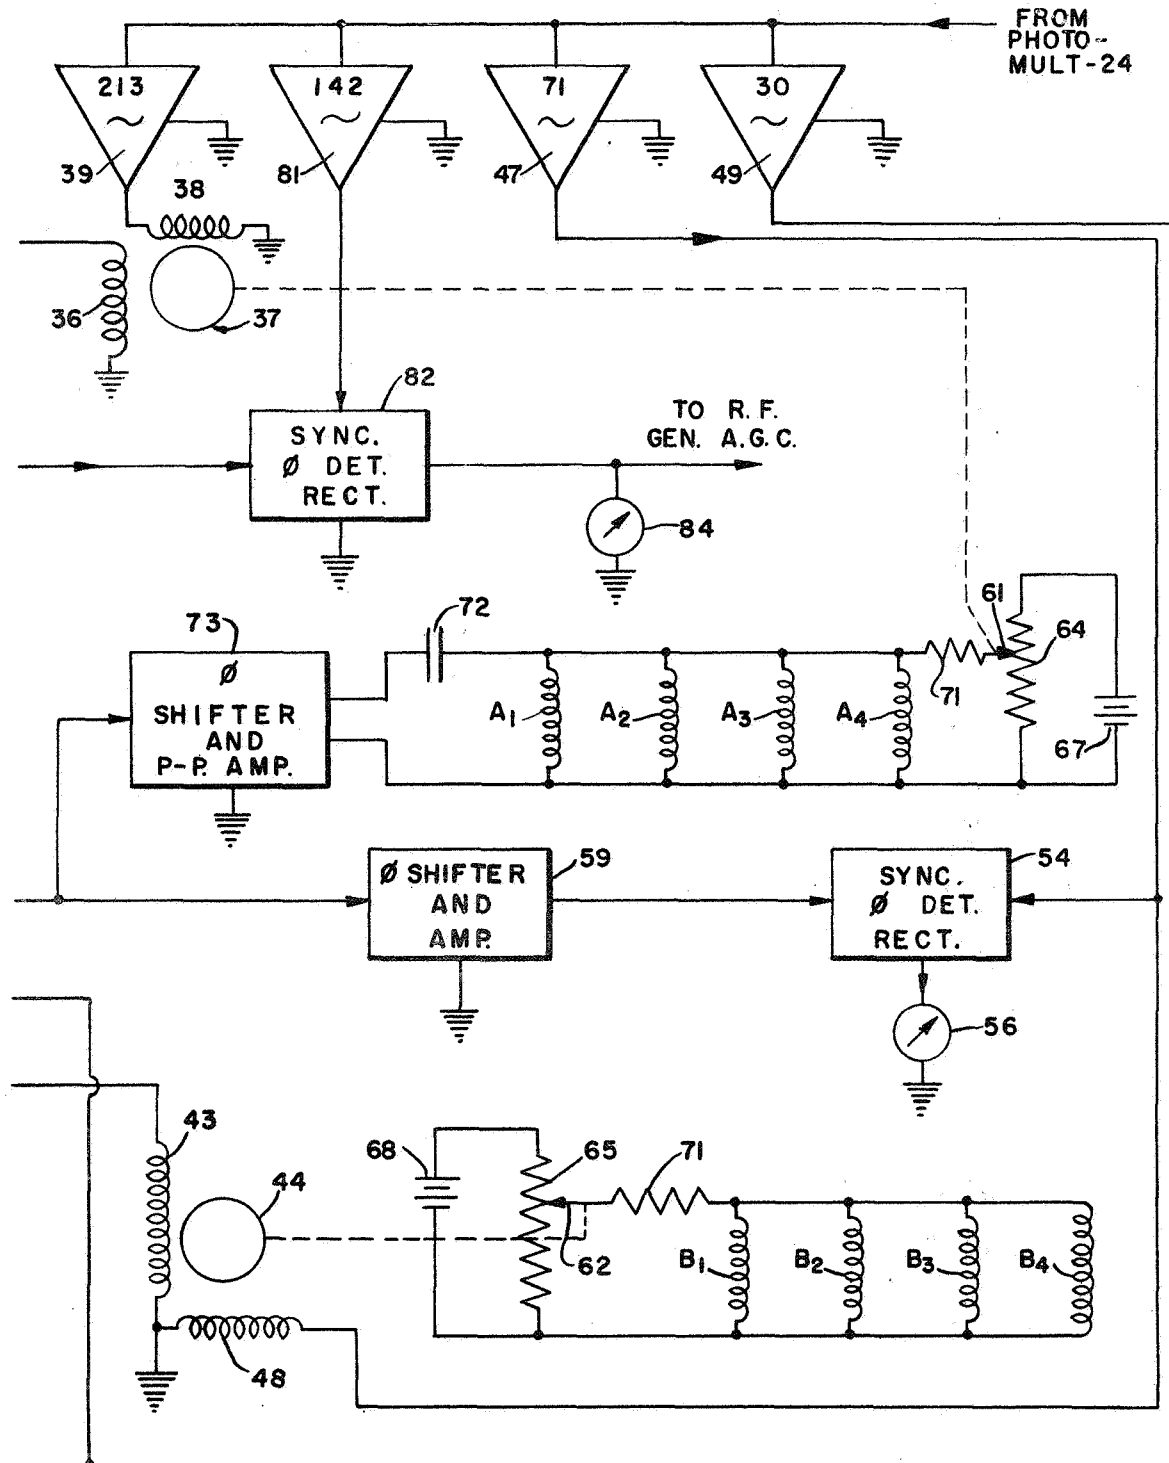 FROM
PHOTO-
MULT-24
213
142
71
30
~
~
~
~
39
81
47
49
38
36
37
82
SYNC.
Ø DET.
RECT.
TO R.F.
GEN. A.G.C.
84
73
Ø
SHIFTER
AND
P-P. AMP.
72
A1
A2
A3
A4
71
61
64
67
59
Ø SHIFTER
AND
AMP.
54
SYNC.
Ø DET.
RECT.
56
43
44
48
68
65
62
71
B1
B2
B3
B4